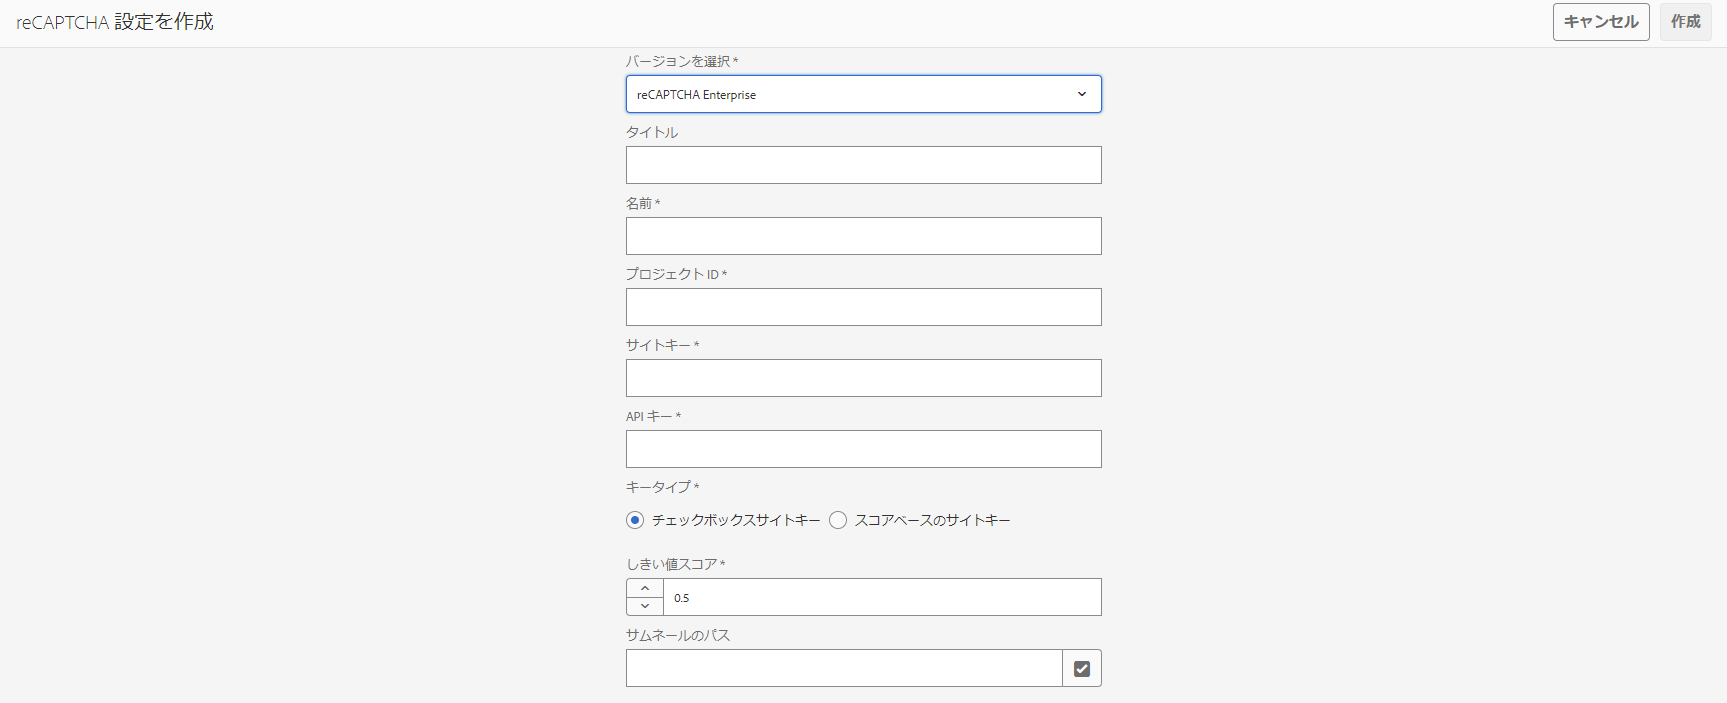 reCAPTCHA 設定を作成
キャンセル
作成
バージョンを選択 *
reCAPTCHA Enterprise
タイトル
名前 *
プロジェクト ID *
サイトキー *
API キー *
キータイプ *
チェックボックスサイトキー スコアベースのサイトキー
しきい値スコア *
0.5
サムネールのパス